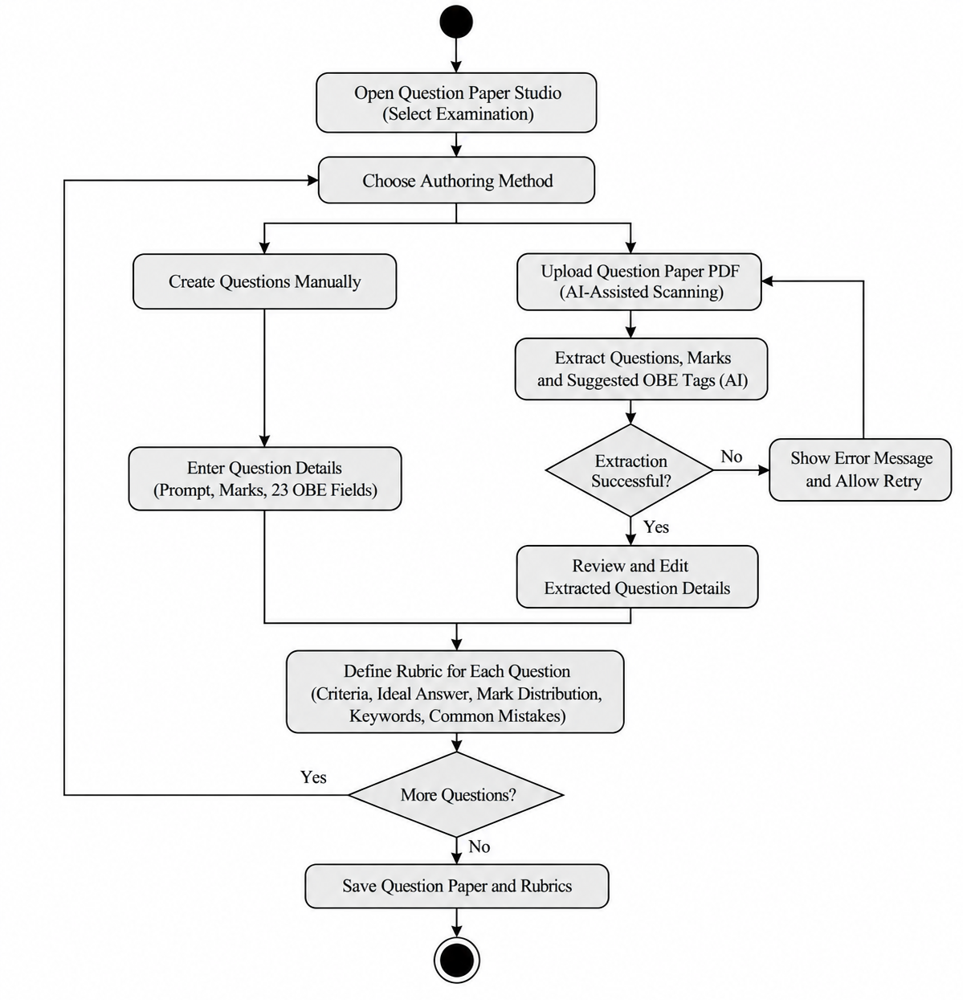 Open Question Paper Studio
(Select Examination)
Choose Authoring Method
Create Questions Manually
Upload Question Paper PDF
(AI-Assisted Scanning)
Extract Questions, Marks
and Suggested OBE Tags (AI)
Extraction
Successful?
No
Show Error Message
and Allow Retry
Enter Question Details
(Prompt, Marks, 23 OBE Fields)
Yes
Review and Edit
Extracted Question Details
Define Rubric for Each Question
(Criteria, Ideal Answer, Mark Distribution,
Keywords, Common Mistakes)
Yes
More Questions?
No
Save Question Paper and Rubrics